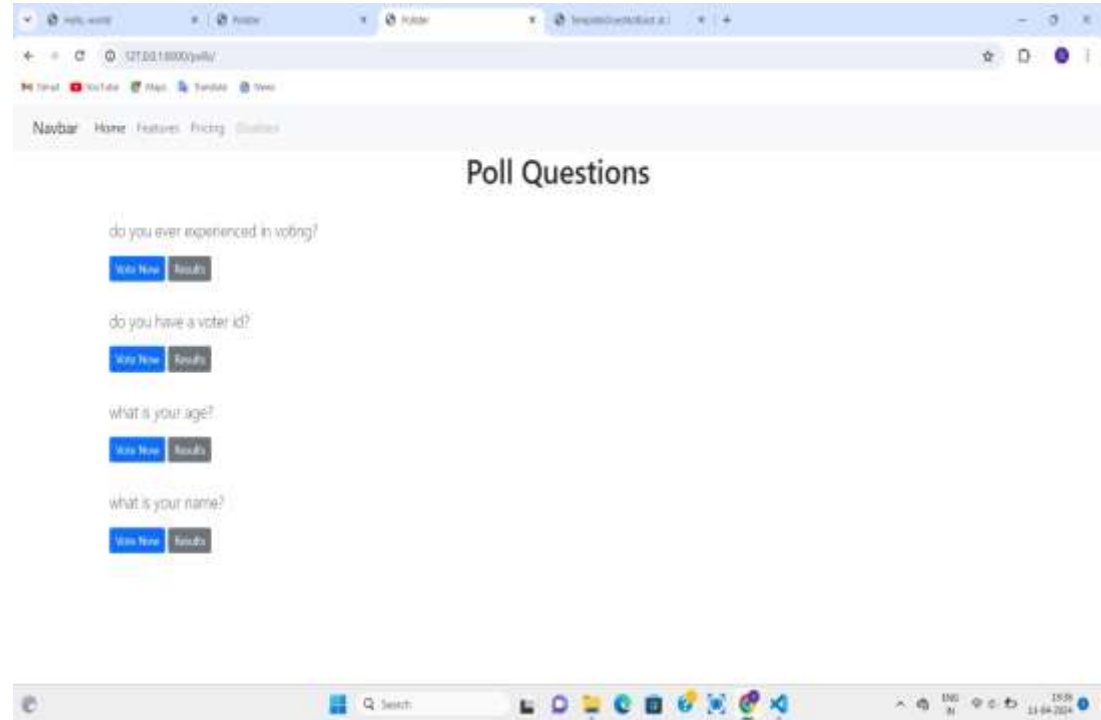 Hello, world
Pollster
Pollster
127.0.0.1:8000/polls/
Gmail YouTube Maps Translate News
Navbar Home Features Pricing Disabled
Poll Questions
do you ever experienced in voting?
Vote Now Results
do you have a voter id?
Vote Now Results
what is your age?
Vote Now Results
what is your name?
Vote Now Results
Search
ENG
IN
11-04-2024